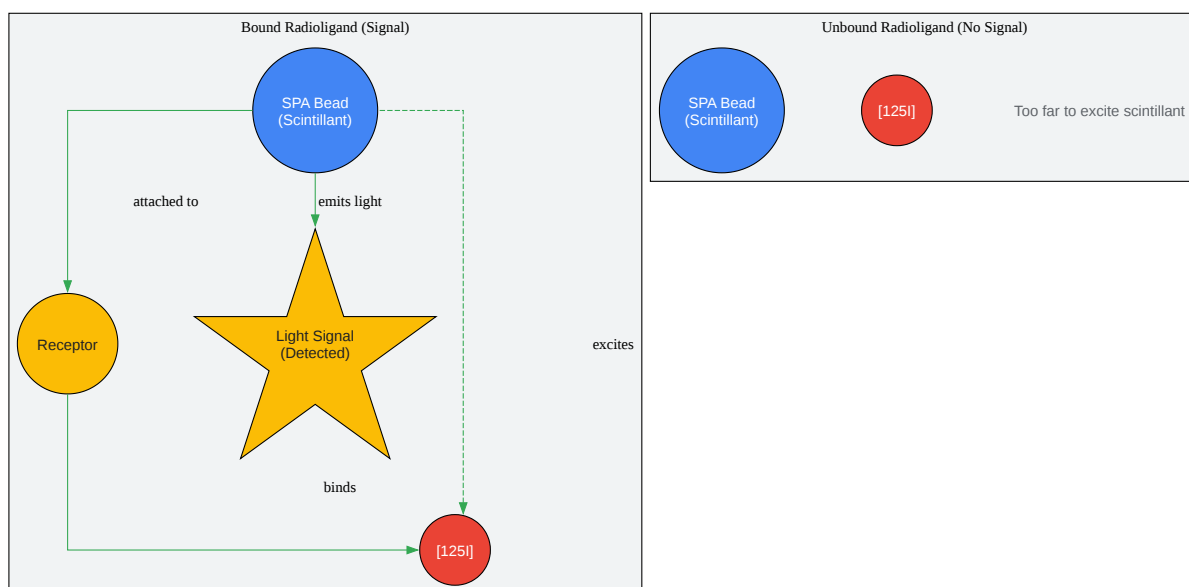 Bound Radioligand (Signal)
SPA Bead
(Scintillant)
attached to
emits light
Receptor
Light Signal
(Detected)
excites
binds
[125I]
Unbound Radioligand (No Signal)
SPA Bead
(Scintillant)
[125I]
Too far to excite scintillant